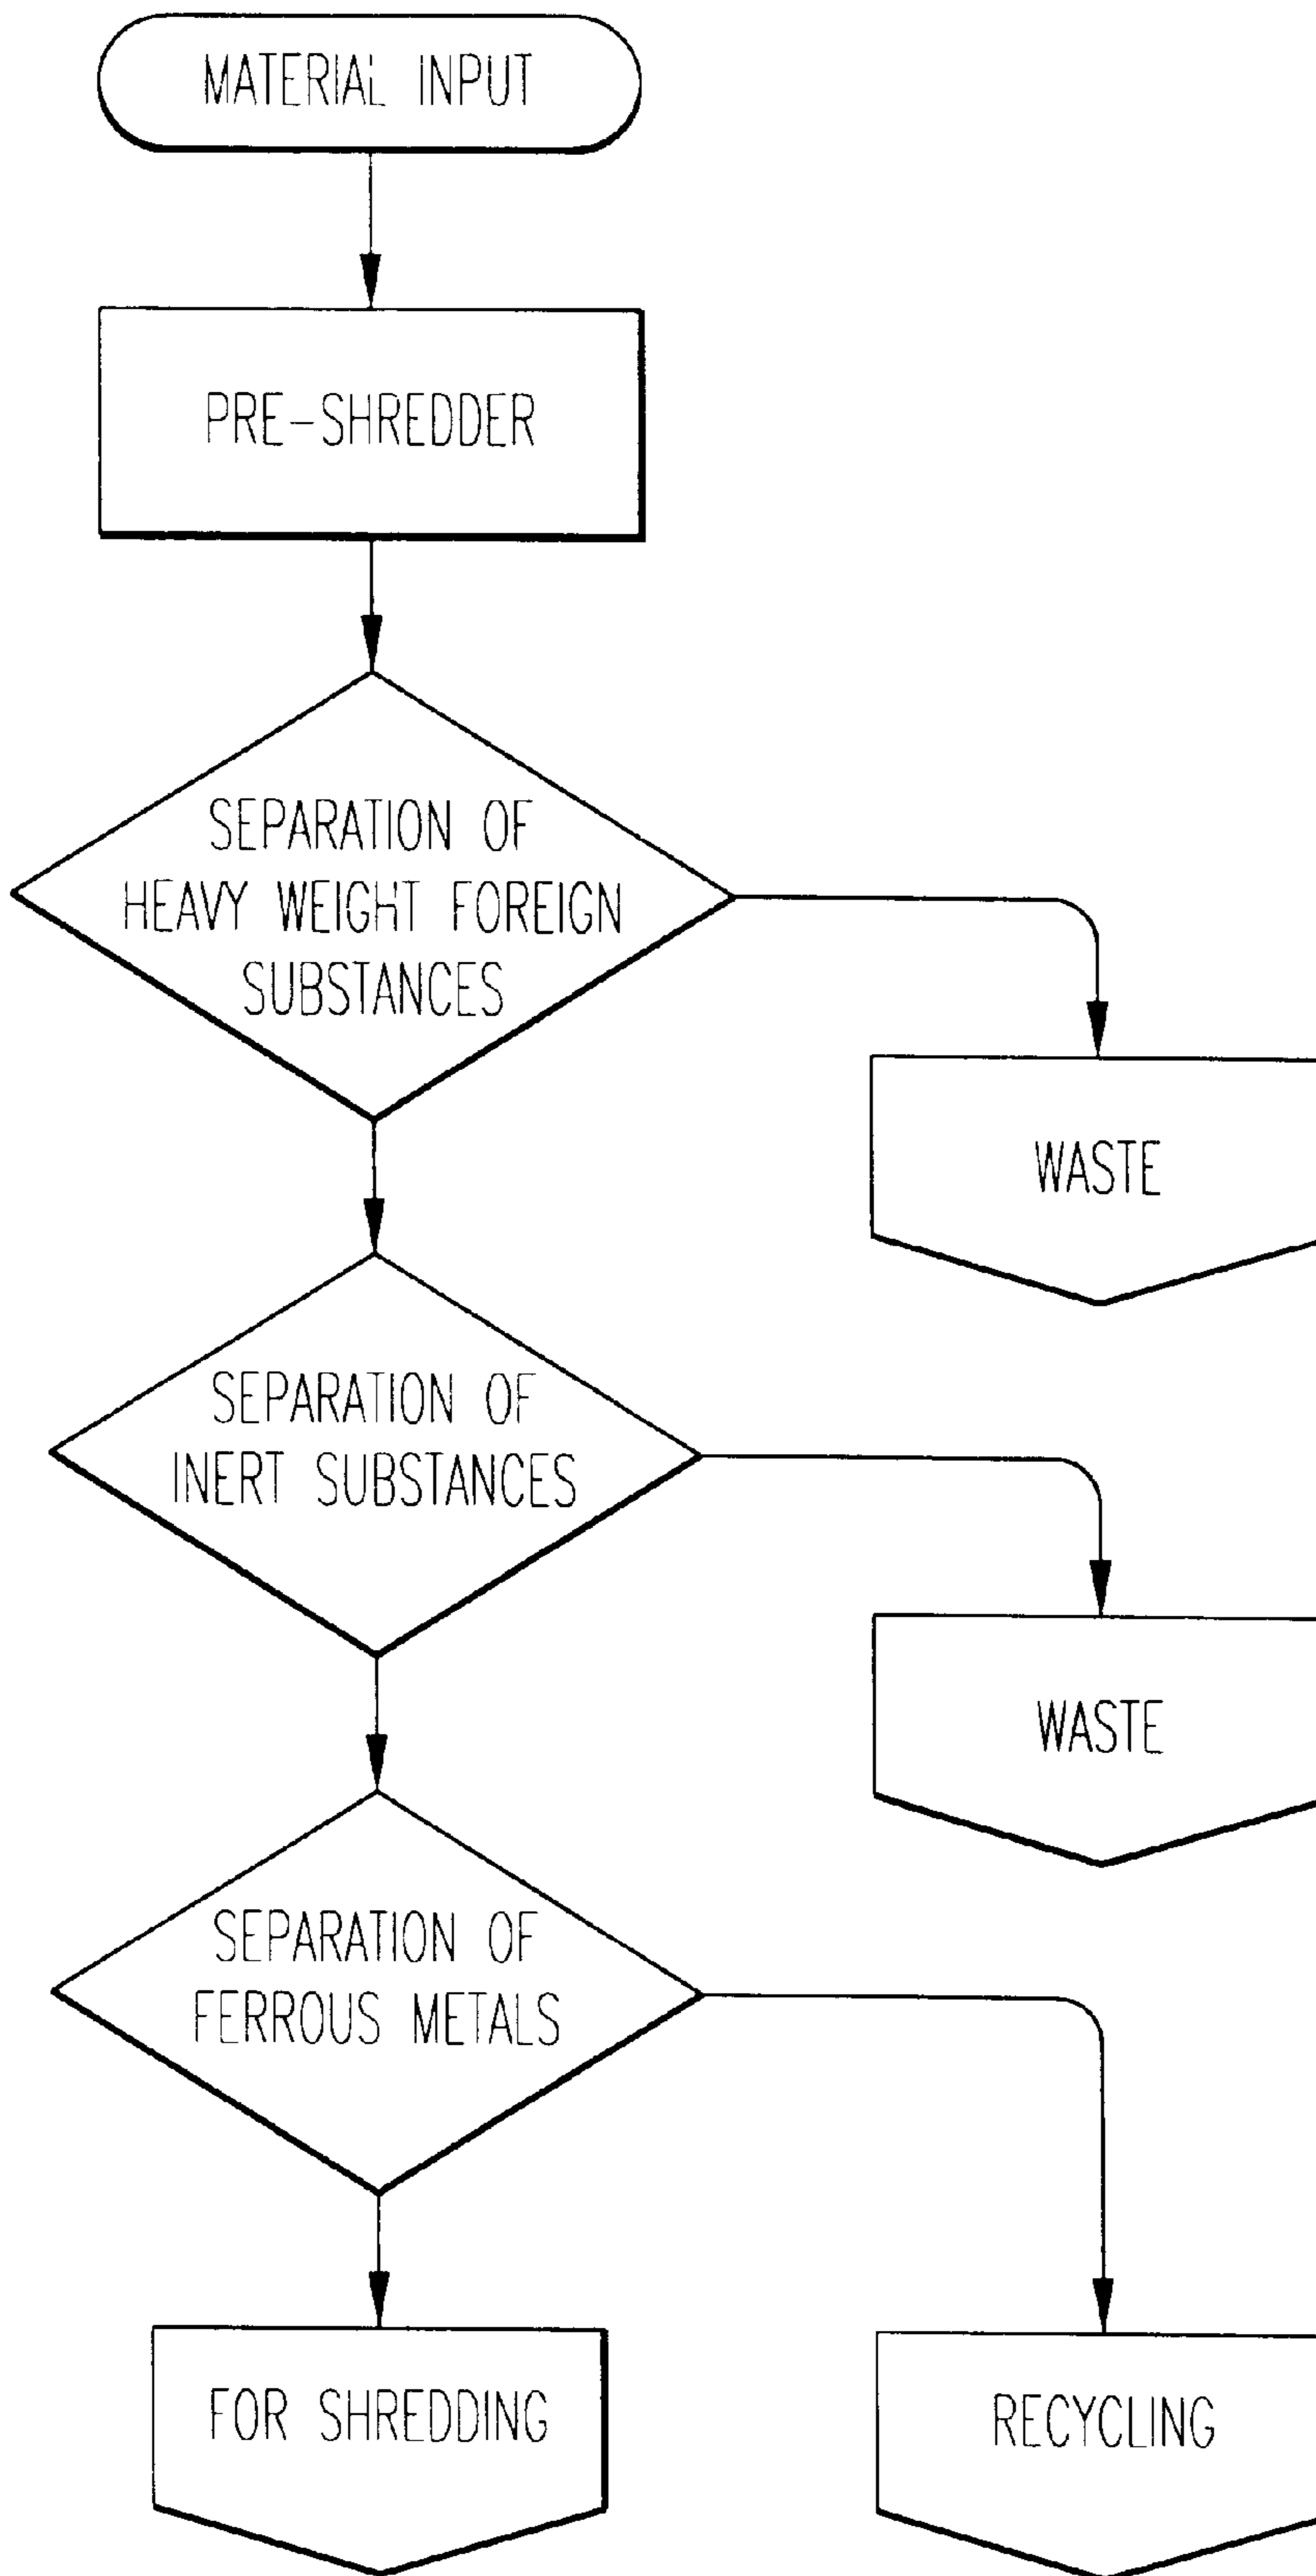 MATERIAL INPUT
PRE-SHREDDER
SEPARATION OF
HEAVY WEIGHT FOREIGN
SUBSTANCES
WASTE
SEPARATION OF
INERT SUBSTANCES
WASTE
SEPARATION OF
FERROUS METALS
FOR SHREDDING
RECYCLING